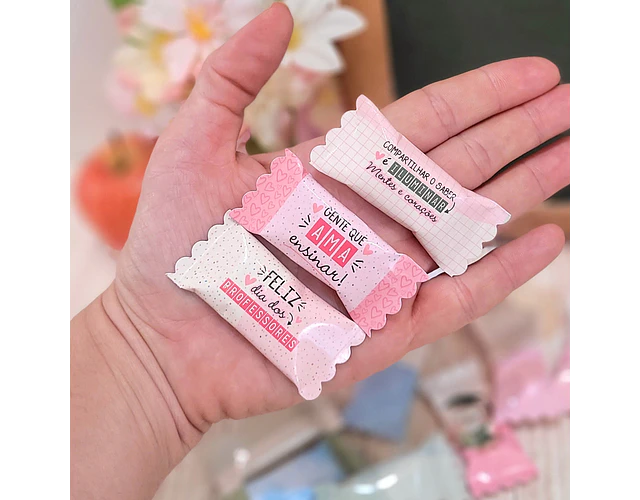 COMPARTILHAR O SABER
é ILUMINAR
Mentes e corações
GENTE QUE
AMA
ensinar!
FELIZ
dia dos
PROFESSORES